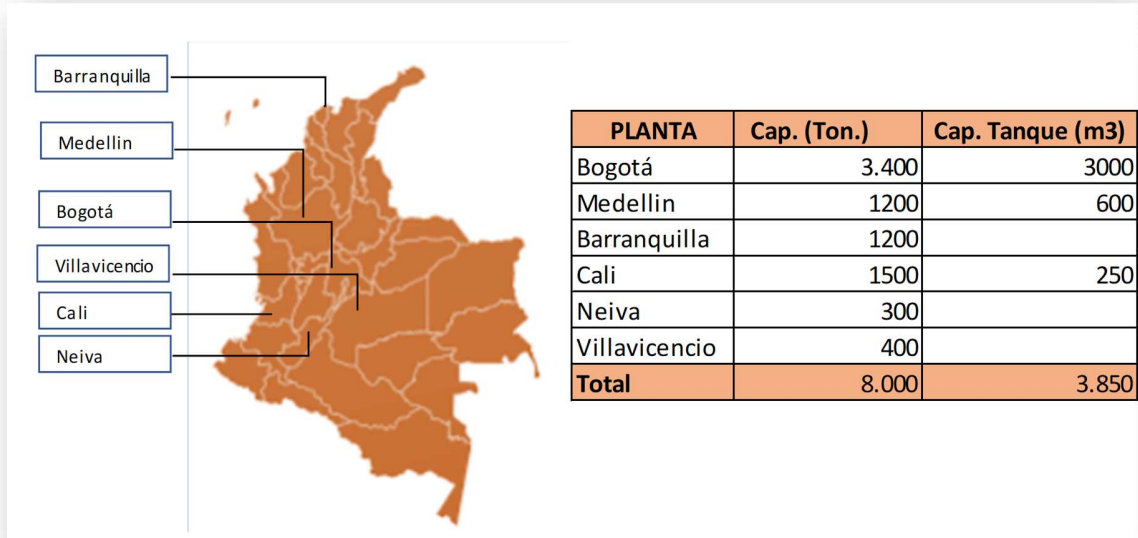 Barranquilla
Medellin
Bogotá
Villavicencio
Cali
Neiva
PLANTA Cap. (Ton.) Cap. Tanque (m3)
Bogotá 3.400 3000
Medellin 1200 600
Barranquilla 1200
Cali 1500 250
Neiva 300
Villavicencio 400
Total 8.000 3.850